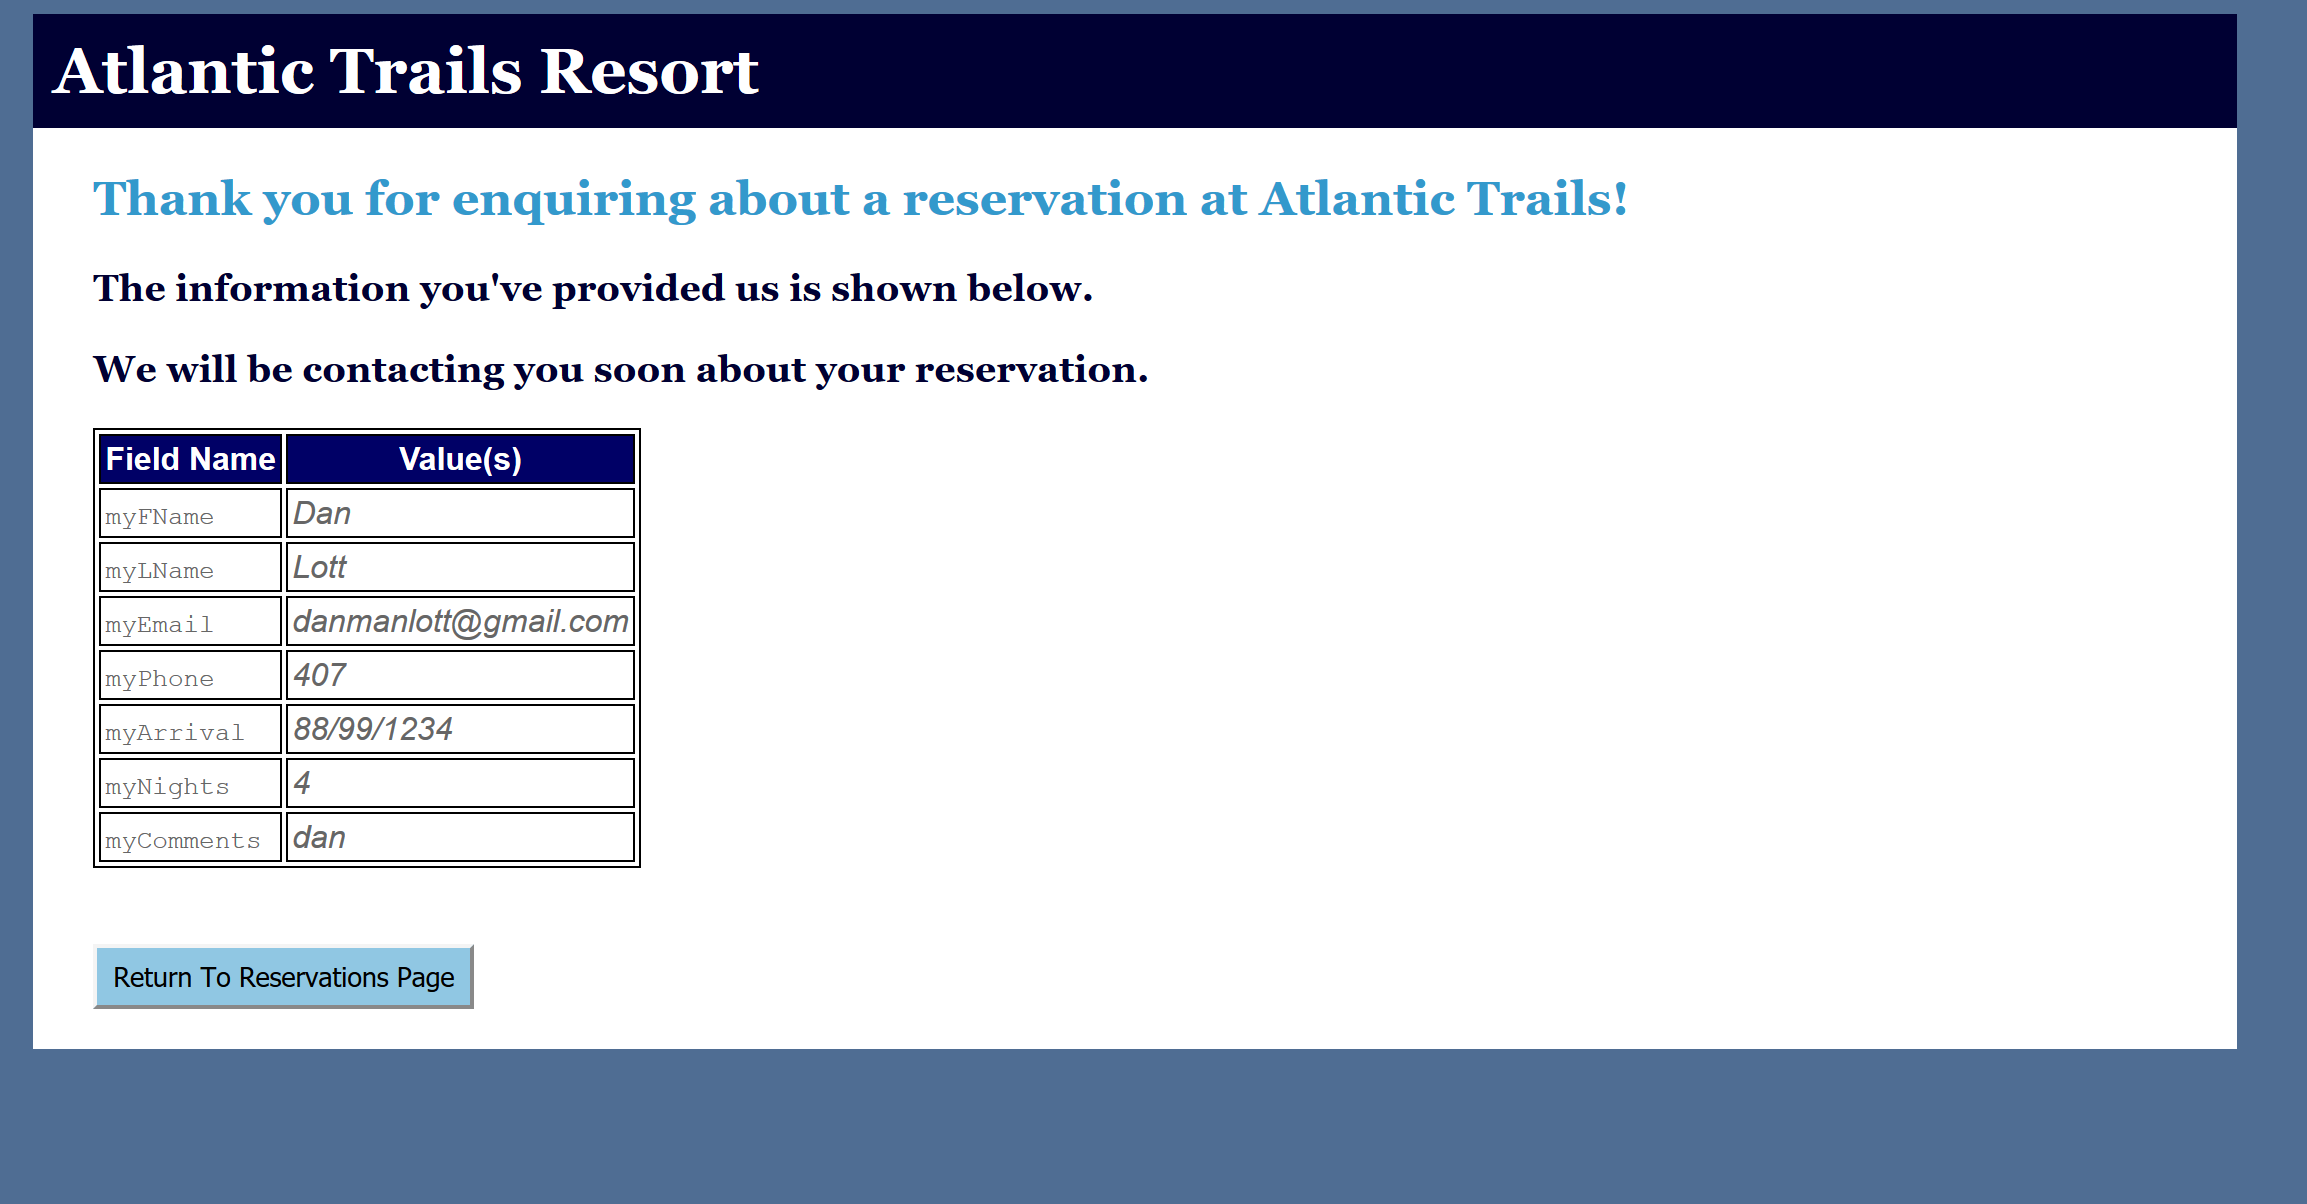 Atlantic Trails Resort
Thank you for enquiring about a reservation at Atlantic Trails!
The information you've provided us is shown below.
We will be contacting you soon about your reservation.
Field Name Value(s)
myFName Dan
myLName Lott
myEmail danmanlott@gmail.com
myPhone 407
myArrival 88/99/1234
myNights 4
myComments dan
Return To Reservations Page